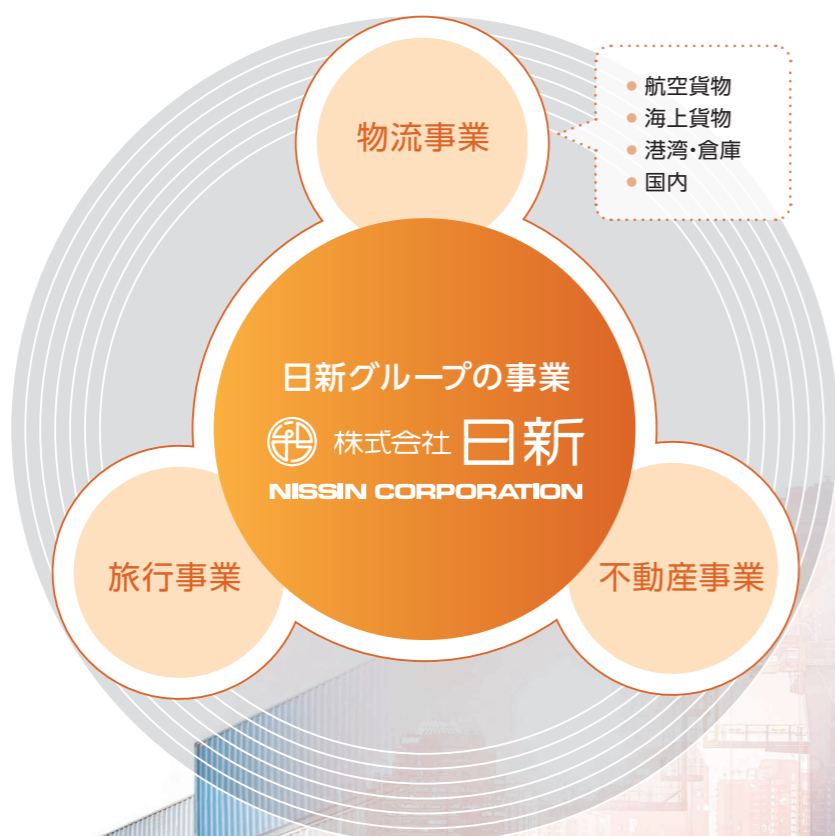 物流事業
航空貨物
海上貨物
港湾・倉庫
国内
日新グループの事業
株式会社 日新
NISSIN CORPORATION
旅行事業
不動産事業